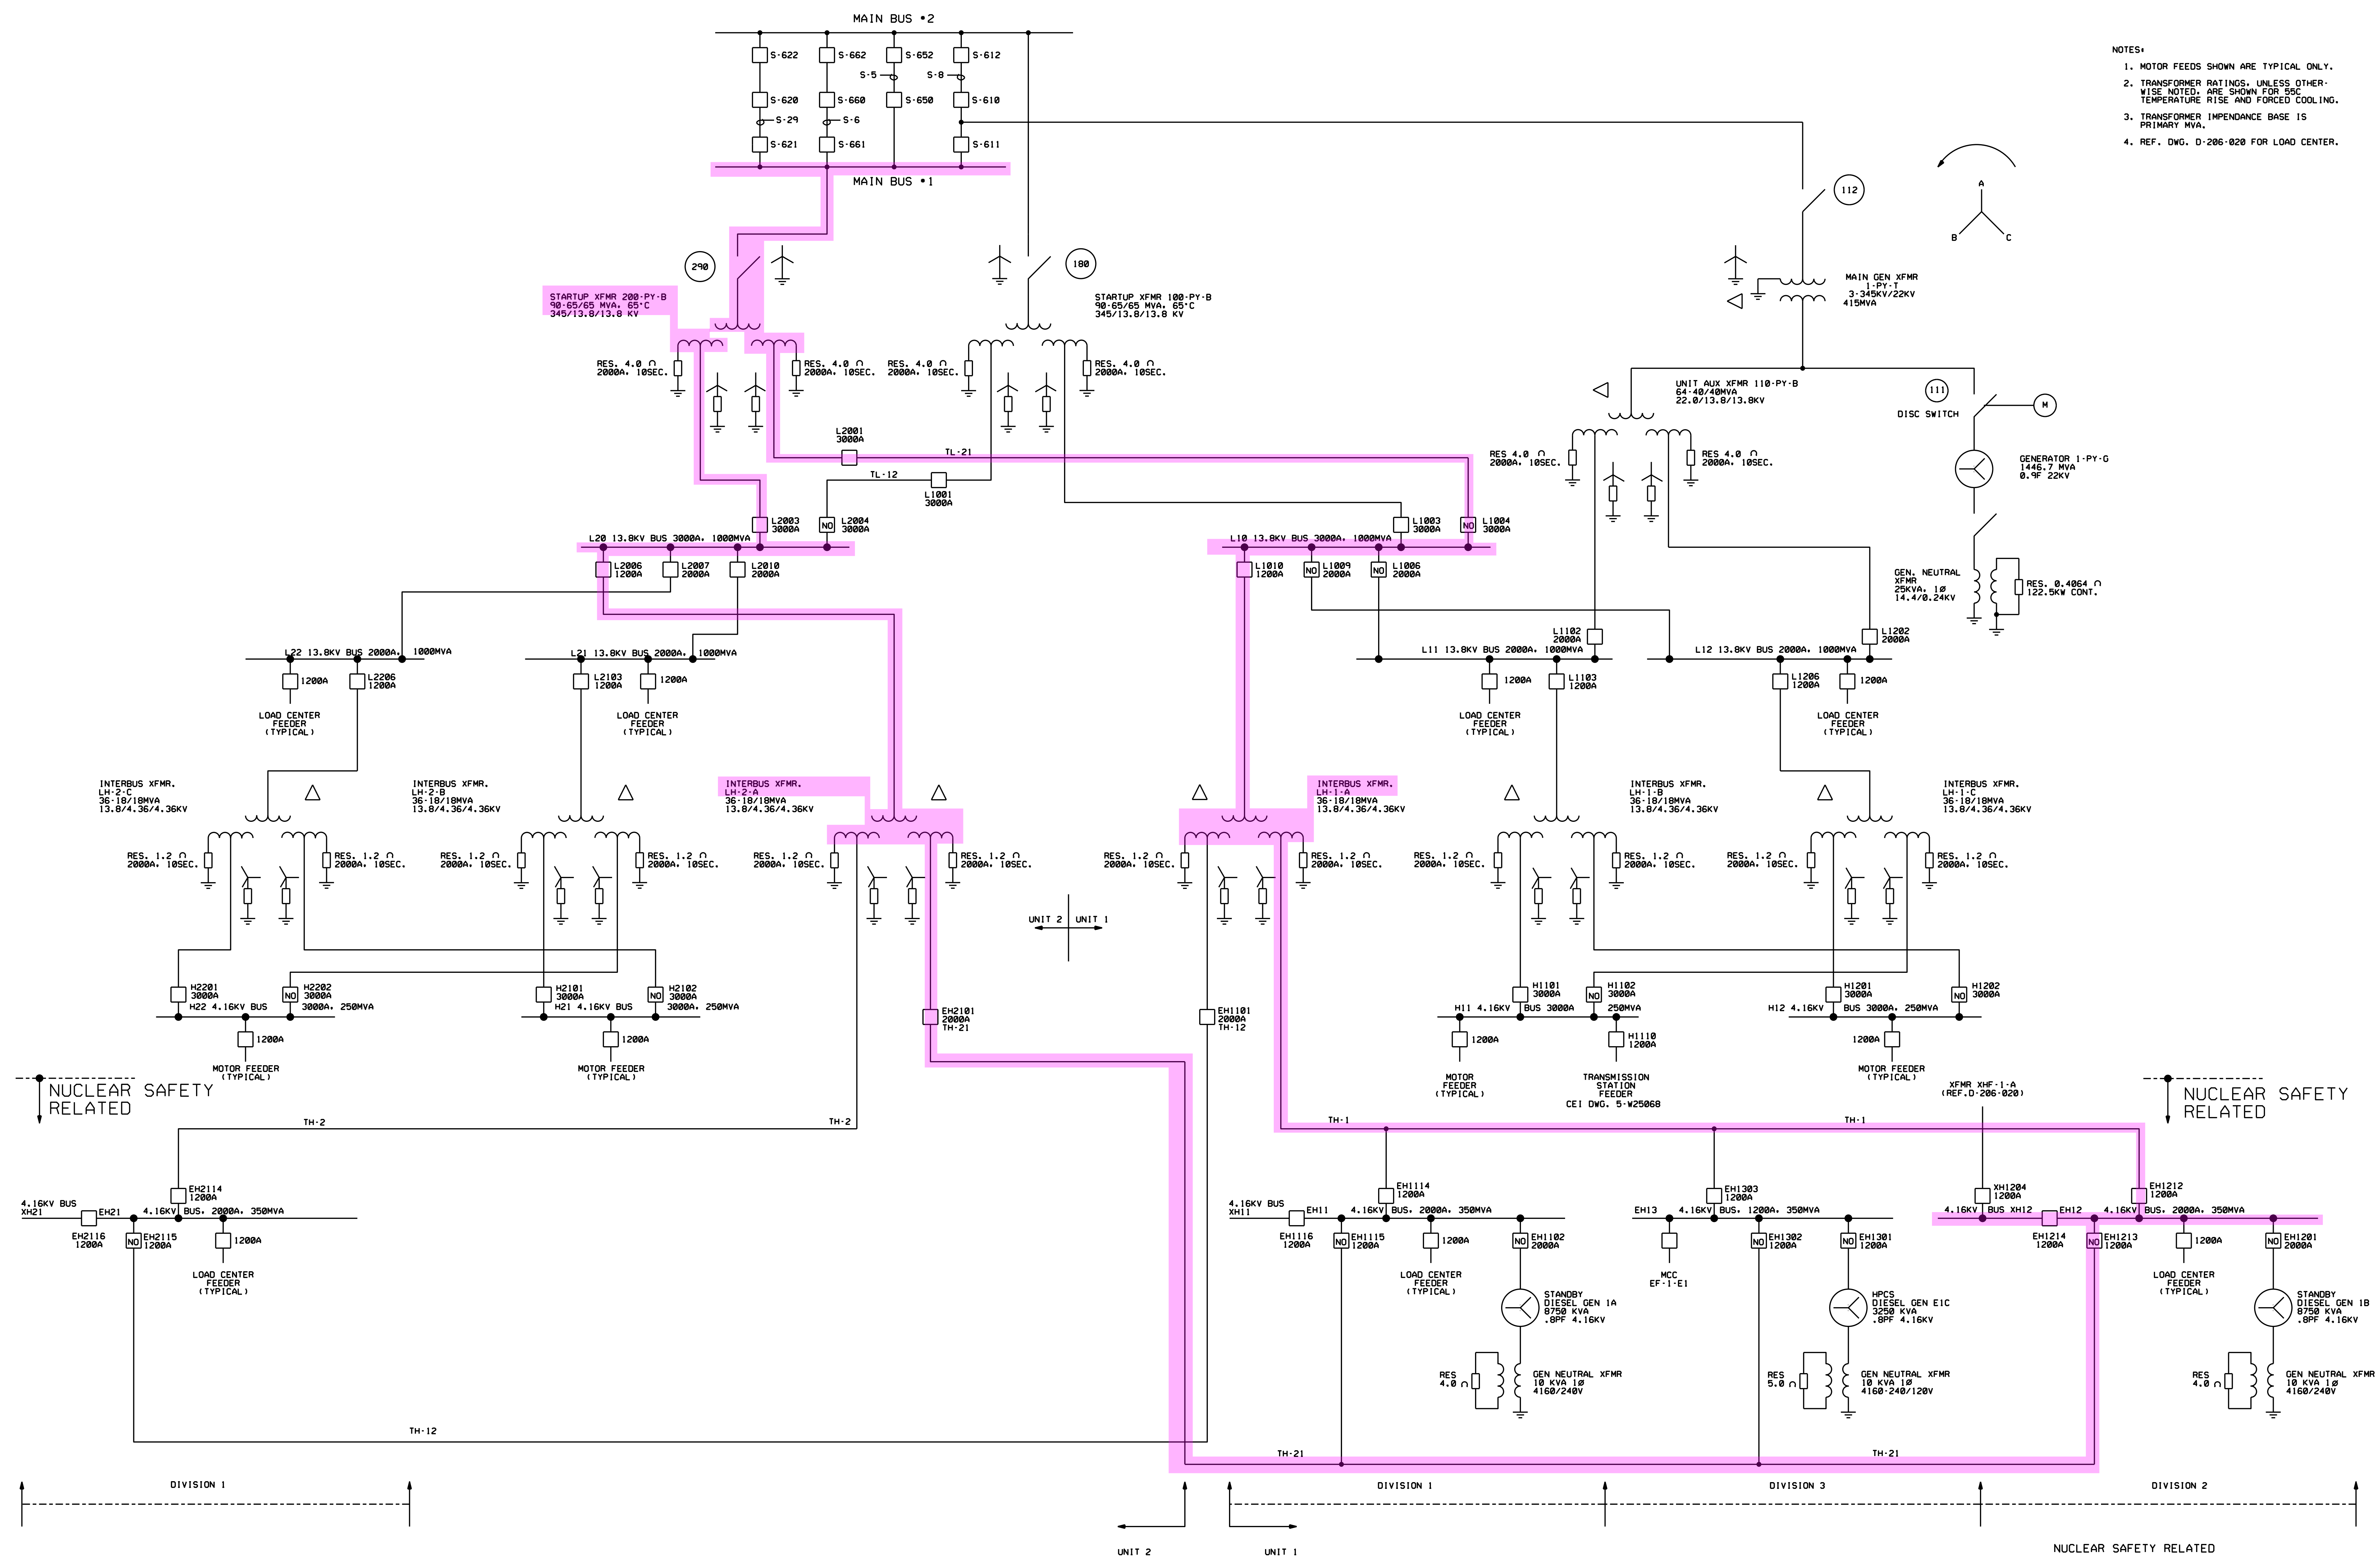 MAIN BUS •2
S-622
S-662
S-652
S-612
S-5
S-8
S-620
S-660
S-650
S-610
S-29
S-6
S-621
S-661
S-611
MAIN BUS •1
NOTES:
1. MOTOR FEEDS SHOWN ARE TYPICAL ONLY.
2. TRANSFORMER RATINGS, UNLESS OTHER-
WISE NOTED, ARE SHOWN FOR 55C
TEMPERATURE RISE AND FORCED COOLING.
3. TRANSFORMER IMPENDANCE BASE IS
PRIMARY MVA.
4. REF. DWG. D-206-020 FOR LOAD CENTER.
A
B
C
112
290
180
STARTUP XFMR 200-PY-B
90-65/65 MVA, 65°C
345/13.8/13.8 KV
STARTUP XFMR 100-PY-B
90-65/65 MVA, 65°C
345/13.8/13.8 KV
MAIN GEN XFMR
1-PY-T
3-345KV/22KV
415MVA
RES. 4.0 Ω
2000A, 10SEC.
RES. 4.0 Ω
2000A, 10SEC.
RES. 4.0 Ω
2000A, 10SEC.
RES. 4.0 Ω
2000A, 10SEC.
UNIT AUX XFMR 110-PY-B
64-40/40MVA
22.0/13.8/13.8KV
111
DISC SWITCH
M
L2001
3000A
TL-21
TL-12
L1001
3000A
RES 4.0 Ω
2000A, 10SEC.
RES 4.0 Ω
2000A, 10SEC.
GENERATOR 1-PY-G
1446.7 MVA
0.9F 22KV
L2003
3000A
NO
L2004
3000A
L1003
3000A
NO
L1004
3000A
L20 13.8KV BUS 3000A, 1000MVA
L10 13.8KV BUS 3000A, 1000MVA
L2006
1200A
L2007
2000A
L2010
2000A
L1010
1200A
NO
L1009
2000A
NO
L1006
2000A
GEN. NEUTRAL
XFMR
25KVA, 1Ø
14.4/0.24KV
RES. 0.4064 Ω
122.5KW CONT.
L1102
2000A
L1202
2000A
L22 13.8KV BUS 2000A, 1000MVA
L21 13.8KV BUS 2000A, 1000MVA
L11 13.8KV BUS 2000A, 1000MVA
L12 13.8KV BUS 2000A, 1000MVA
1200A
L2206
1200A
L2103
1200A
1200A
1200A
L1103
1200A
L1206
1200A
1200A
LOAD CENTER
FEEDER
(TYPICAL)
LOAD CENTER
FEEDER
(TYPICAL)
LOAD CENTER
FEEDER
(TYPICAL)
LOAD CENTER
FEEDER
(TYPICAL)
INTERBUS XFMR.
LH-2-C
36-18/18MVA
13.8/4.36/4.36KV
INTERBUS XFMR.
LH-2-B
36-18/18MVA
13.8/4.36/4.36KV
INTERBUS XFMR.
LH-2-A
36-18/18MVA
13.8/4.36/4.36KV
INTERBUS XFMR.
LH-1-A
36-18/18MVA
13.8/4.36/4.36KV
INTERBUS XFMR.
LH-1-B
36-18/18MVA
13.8/4.36/4.36KV
INTERBUS XFMR.
LH-1-C
36-18/18MVA
13.8/4.36/4.36KV
RES. 1.2 Ω
2000A, 10SEC.
RES. 1.2 Ω
2000A, 10SEC.
RES. 1.2 Ω
2000A, 10SEC.
RES. 1.2 Ω
2000A, 10SEC.
RES. 1.2 Ω
2000A, 10SEC.
RES. 1.2 Ω
2000A, 10SEC.
RES. 1.2 Ω
2000A, 10SEC.
RES. 1.2 Ω
2000A, 10SEC.
RES. 1.2 Ω
2000A, 10SEC.
RES. 1.2 Ω
2000A, 10SEC.
RES. 1.2 Ω
2000A, 10SEC.
RES. 1.2 Ω
2000A, 10SEC.
UNIT 2
UNIT 1
H2201
3000A
NO
H2202
3000A
H2101
3000A
NO
H2102
3000A
EH2101
2000A
TH-21
EH1101
2000A
TH-12
H1101
3000A
NO
H1102
3000A
H1201
3000A
NO
H1202
3000A
H22 4.16KV BUS 3000A, 250MVA
H21 4.16KV BUS 3000A, 250MVA
H11 4.16KV BUS 3000A 250MVA
H12 4.16KV BUS 3000A, 250MVA
1200A
1200A
1200A
H1110
1200A
1200A
MOTOR FEEDER
(TYPICAL)
MOTOR FEEDER
(TYPICAL)
MOTOR
FEEDER
(TYPICAL)
TRANSMISSION
STATION
FEEDER
CEI DWG. 5-W25068
MOTOR FEEDER
(TYPICAL)
XFMR XHF-1-A
(REF.D-206-020)
NUCLEAR SAFETY
RELATED
NUCLEAR SAFETY
RELATED
TH-2
TH-2
TH-1
TH-1
EH2114
1200A
EH1114
1200A
EH1303
1200A
XH1204
1200A
EH1212
1200A
4.16KV BUS
XH21
EH21
4.16KV BUS, 2000A, 350MVA
4.16KV BUS
XH11
EH11
4.16KV BUS, 2000A, 350MVA
EH13
4.16KV BUS, 1200A, 350MVA
4.16KV BUS XH12
EH12
4.16KV BUS, 2000A, 350MVA
EH2116
1200A
NO
EH2115
1200A
1200A
EH1116
1200A
NO
EH1115
1200A
1200A
NO
EH1102
2000A
NO
EH1302
1200A
NO
EH1301
1200A
EH1214
1200A
NO
EH1213
1200A
1200A
NO
EH1201
2000A
LOAD CENTER
FEEDER
(TYPICAL)
LOAD CENTER
FEEDER
(TYPICAL)
MCC
EF-1-E1
LOAD CENTER
FEEDER
(TYPICAL)
STANDBY
DIESEL GEN 1A
8750 KVA
.8PF 4.16KV
HPCS
DIESEL GEN E1C
3250 KVA
.8PF 4.16KV
STANDBY
DIESEL GEN 1B
8750 KVA
.8PF 4.16KV
RES
4.0 Ω
GEN NEUTRAL XFMR
10 KVA 1Ø
4160/240V
RES
5.0 Ω
GEN NEUTRAL XFMR
10 KVA 1Ø
4160-240/120V
RES
4.0 Ω
GEN NEUTRAL XFMR
10 KVA 1Ø
4160/240V
TH-12
TH-21
TH-21
DIVISION 1
DIVISION 1
DIVISION 3
DIVISION 2
UNIT 2
UNIT 1
NUCLEAR SAFETY RELATED